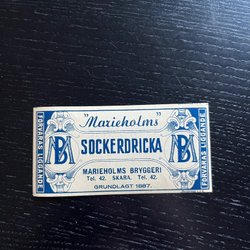 "Marieholms"
SOCKERDRICKA
MARIEHOLMS BRYGGERI
Tel. 42. SKARA. Tel. 42.
GRUNDLAGT 1887.
FÖRVARAS LIGGANDE
FÖRVARAS LIGGANDE
MB
MB